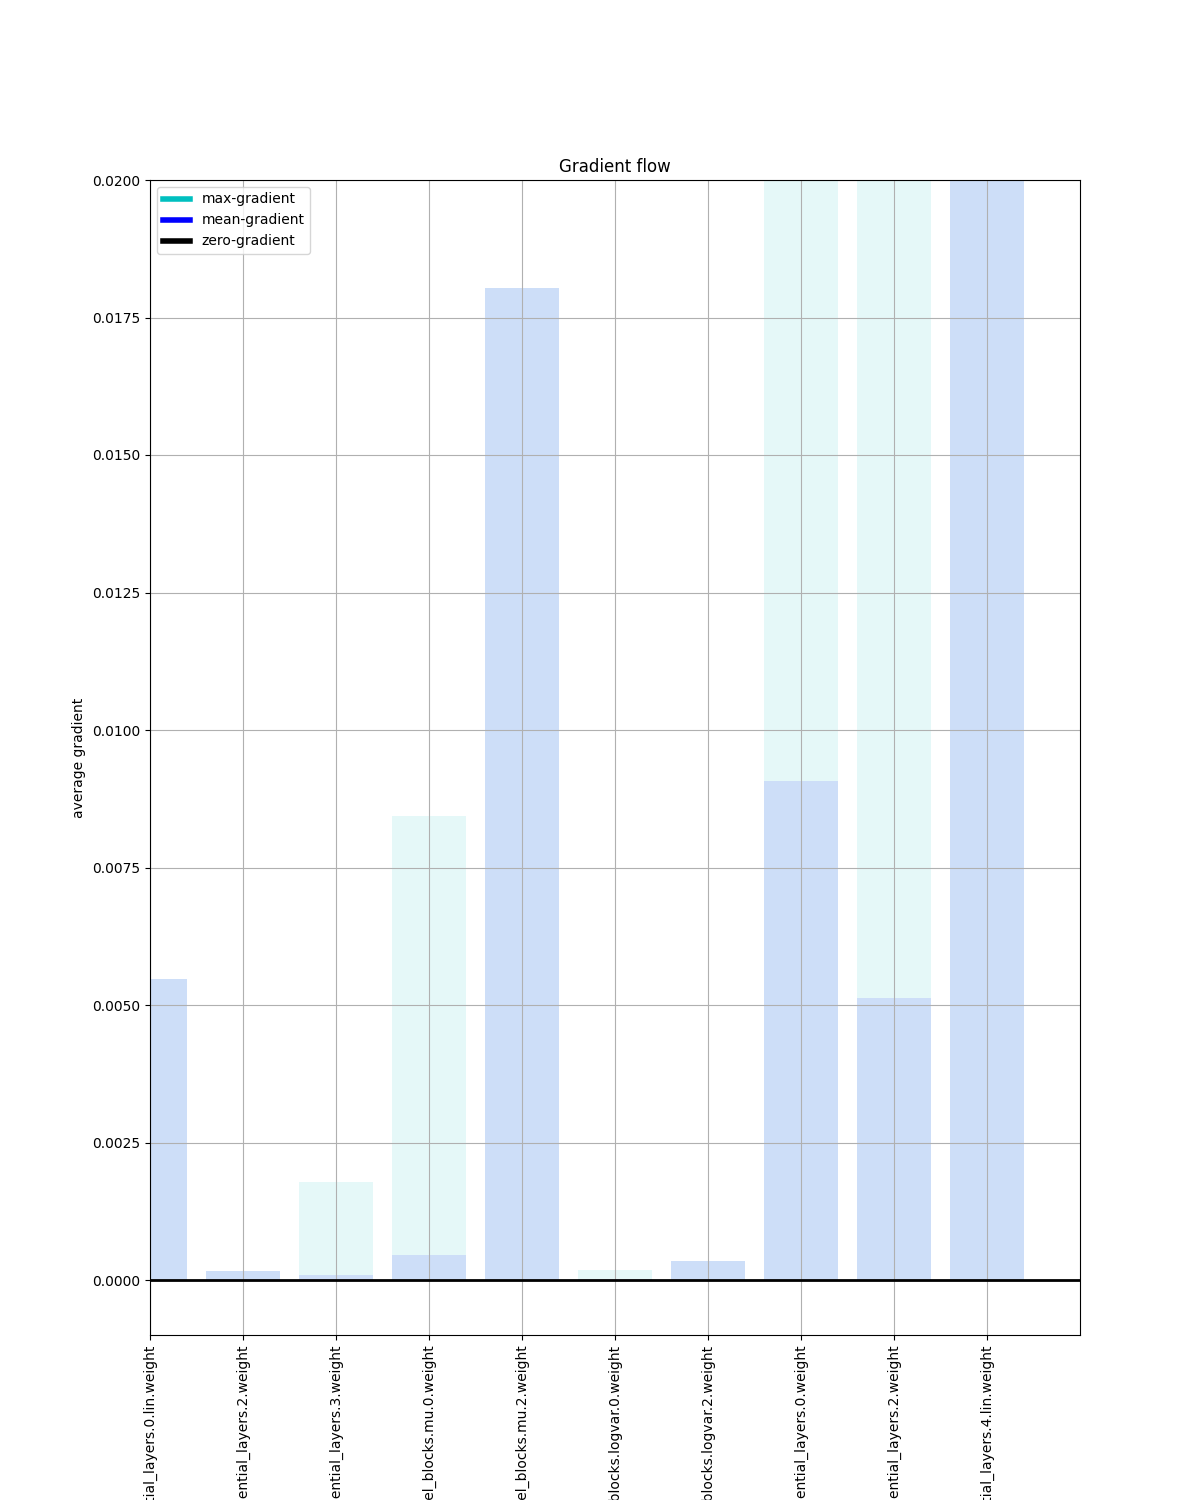 Gradient flow
max-gradient
mean-gradient
zero-gradient
0.0200
0.0175
0.0150
0.0125
0.0100
0.0075
0.0050
0.0025
0.0000
average gradient
tial_layers.0.lin.weight
ential_layers.2.weight
ential_layers.3.weight
el_blocks.mu.0.weight
el_blocks.mu.2.weight
blocks.logvar.0.weight
blocks.logvar.2.weight
ential_layers.0.weight
ential_layers.2.weight
tial_layers.4.lin.weight